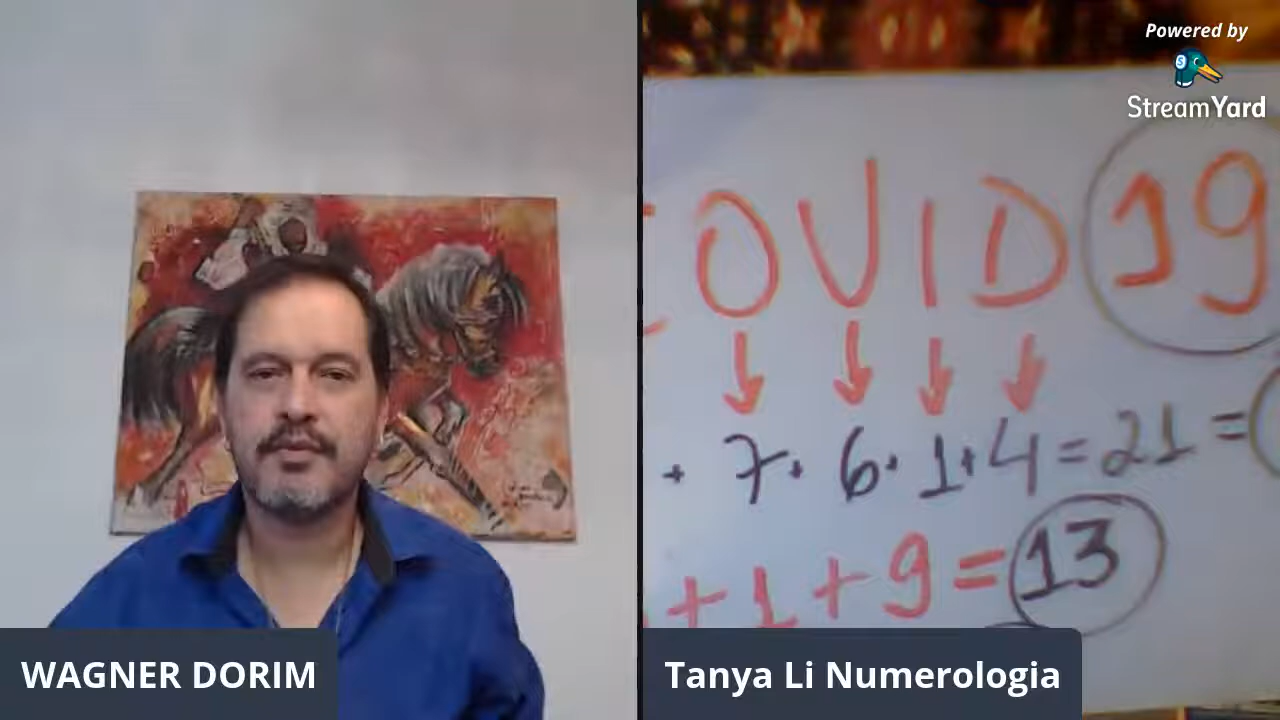 Powered by
StreamYard
OVID 19
+ 7 · 6 · 1 + 4 = 21 =
+ 1 + 9 = 13
WAGNER DORIM
Tanya Li Numerologia